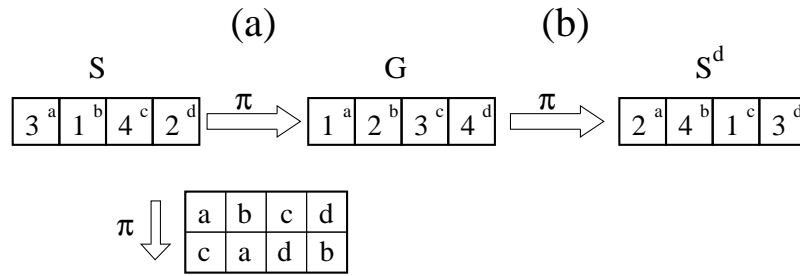 (a) (b)
S G S^d
3^a 1^b 4^c 2^d π 1^a 2^b 3^c 4^d π 2^a 4^b 1^c 3^d
a b c d
π
c a d b